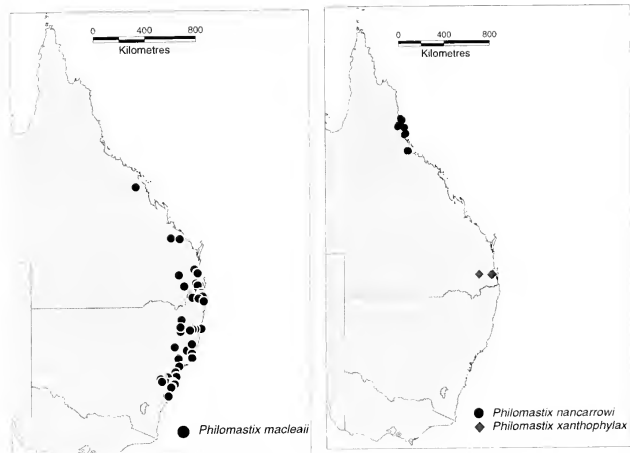 0 400 800
Kilometres
Philomastix macleaii
0 400 800
Kilometres
Philomastix nancarrowi
Philomastix xanthophylax